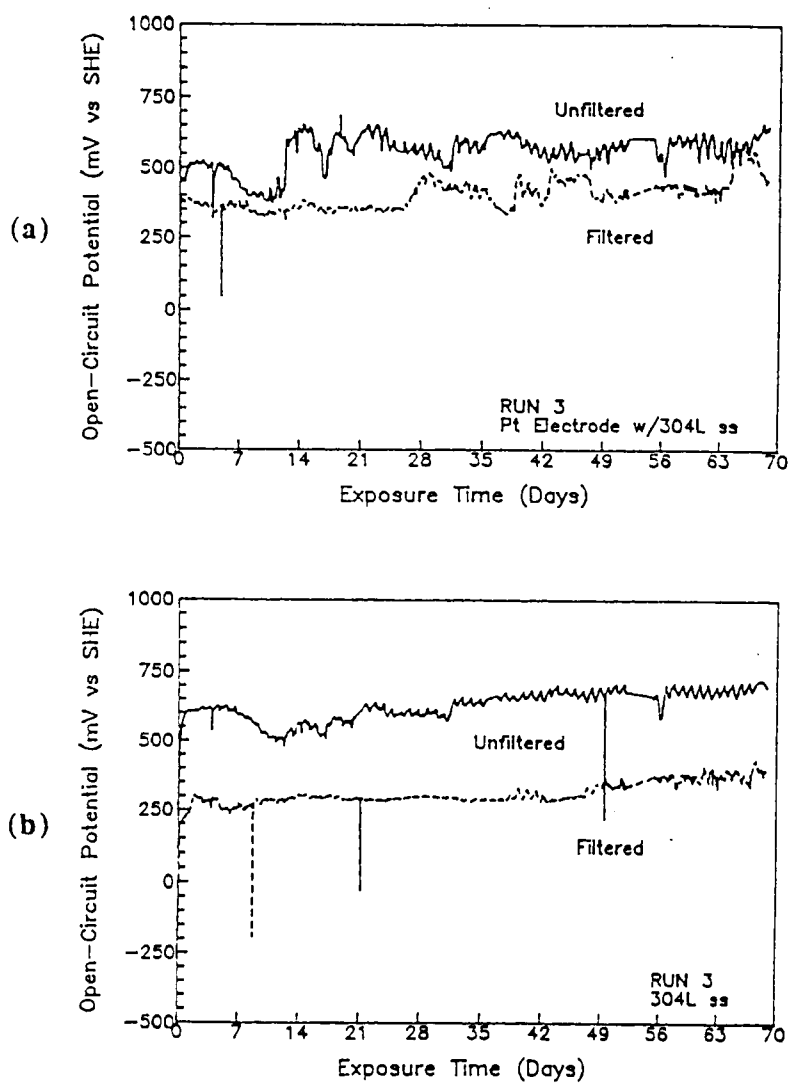 (a)
Open-Circuit Potential (mV vs SHE)
1000
750
500
250
0
-250
-500
Unfiltered
Filtered
RUN 3
Pt Electrode w/304L ss
0 7 14 21 28 35 42 49 56 63 70
Exposure Time (Days)
(b)
Open-Circuit Potential (mV vs SHE)
1000
750
500
250
0
-250
-500
Unfiltered
Filtered
RUN 3
304L ss
0 7 14 21 28 35 42 49 56 63 70
Exposure Time (Days)